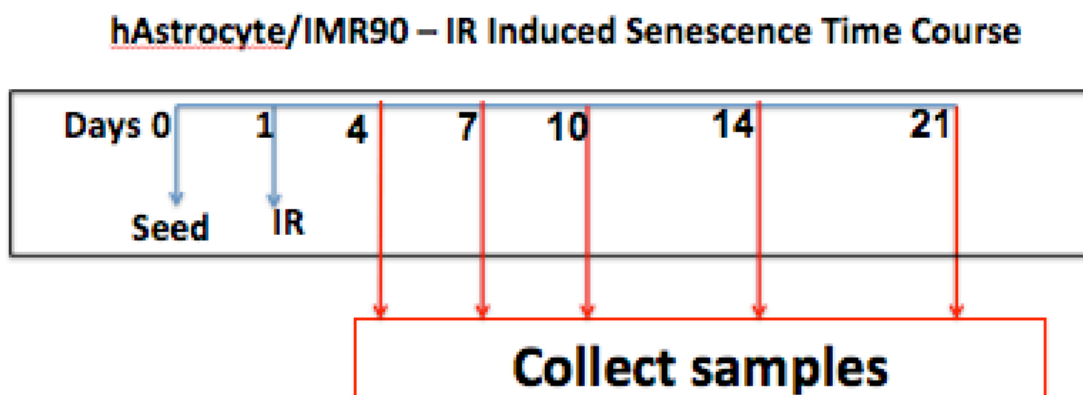 hAstrocyte/IMR90 – IR Induced Senescence Time Course
Days 0 1 4 7 10 14 21
Seed IR
Collect samples